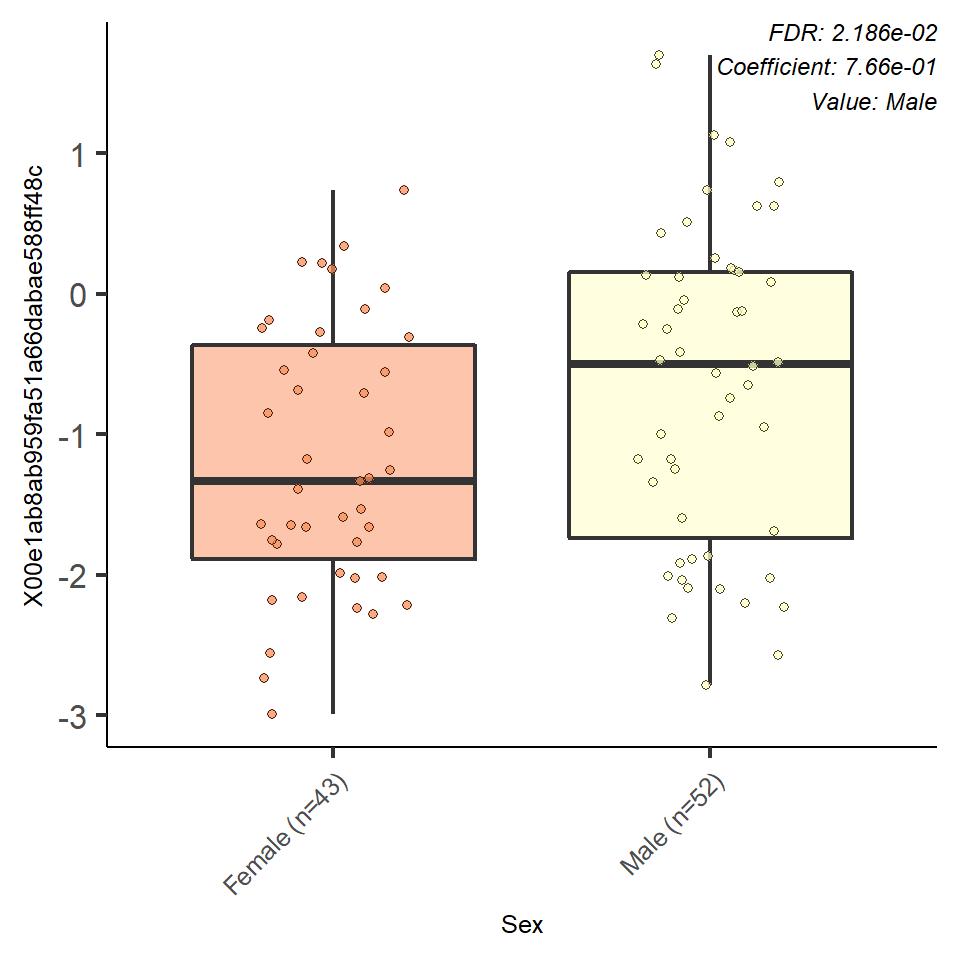 FDR: 2.186e-02
Coefficient: 7.66e-01
Value: Male
X00e1ab8ab959fa51a66dabae588ff48c
1
0
-1
-2
-3
Female (n=43)
Male (n=52)
Sex